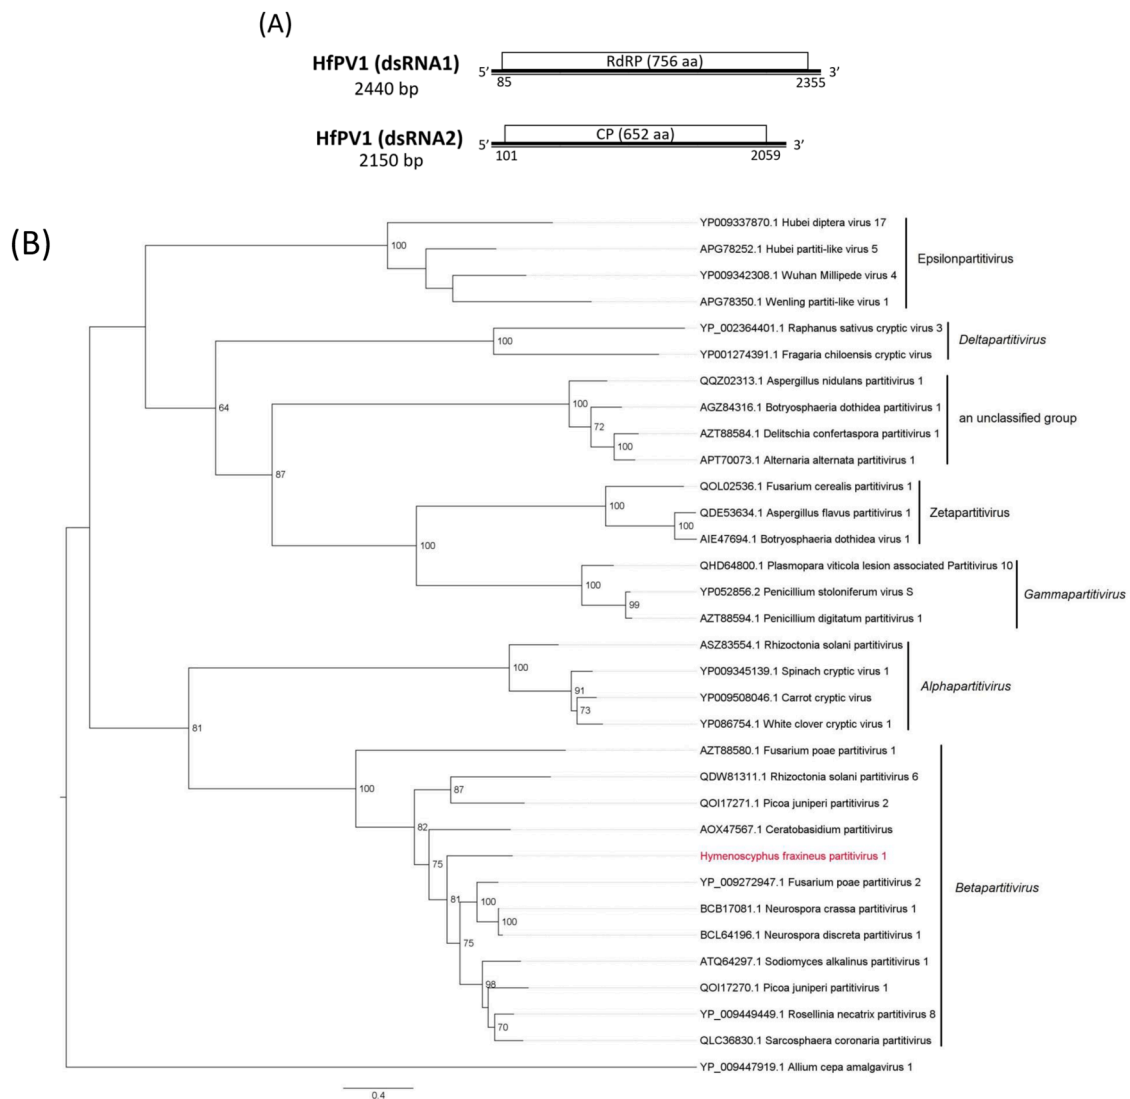 (A)
HfPV1 (dsRNA1)
2440 bp
5’
RdRP (756 aa)
3’
85
2355
HfPV1 (dsRNA2)
2150 bp
5’
CP (652 aa)
3’
101
2059
(B)
YP009337870.1 Hubei diptera virus 17
100
APG78252.1 Hubei partiti-like virus 5
Epsilonpartitivirus
YP009342308.1 Wuhan Millipede virus 4
APG78350.1 Wenling partiti-like virus 1
YP_002364401.1 Raphanus sativus cryptic virus 3
100
Deltapartitivirus
YP001274391.1 Fragaria chiloensis cryptic virus
QQZ02313.1 Aspergillus nidulans partitivirus 1
100
64
AGZ84316.1 Botryosphaeria dothidea partitivirus 1
an unclassified group
72
AZT88584.1 Delitschia confertaspora partitivirus 1
100
APT70073.1 Alternaria alternata partitivirus 1
87
QOL02536.1 Fusarium cerealis partitivirus 1
100
QDE53634.1 Aspergillus flavus partitivirus 1
Zetapartitivirus
100
AIE47694.1 Botryosphaeria dothidea virus 1
100
QHD64800.1 Plasmopara viticola lesion associated Partitivirus 10
100
YP052856.2 Penicillium stoloniferum virus S
Gammapartitivirus
99
AZT88594.1 Penicillium digitatum partitivirus 1
ASZ83554.1 Rhizoctonia solani partitivirus
100
YP009345139.1 Spinach cryptic virus 1
Alphapartitivirus
91
YP009508046.1 Carrot cryptic virus
73
YP086754.1 White clover cryptic virus 1
81
AZT88580.1 Fusarium poae partitivirus 1
QDW81311.1 Rhizoctonia solani partitivirus 6
100
87
QOI17271.1 Picoa juniperi partitivirus 2
82
AOX47567.1 Ceratobasidium partitivirus
75
Hymenoscyphus fraxineus partitivirus 1
YP_009272947.1 Fusarium poae partitivirus 2
Betapartitivirus
81
100
BCB17081.1 Neurospora crassa partitivirus 1
100
BCL64196.1 Neurospora discreta partitivirus 1
75
ATQ64297.1 Sodiomyces alkalinus partitivirus 1
98
QOI17270.1 Picoa juniperi partitivirus 1
YP_009449449.1 Rosellinia necatrix partitivirus 8
70
QLC36830.1 Sarcosphaera coronaria partitivirus
YP_009447919.1 Allium cepa amalgavirus 1
0.4